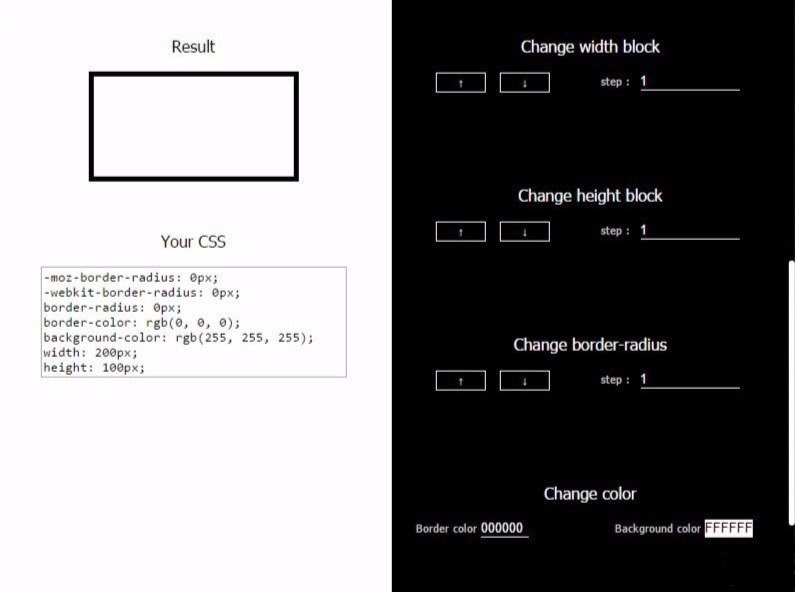 Result
Your CSS
-moz-border-radius: 0px;
-webkit-border-radius: 0px;
border-radius: 0px;
border-color: rgb(0, 0, 0);
background-color: rgb(255, 255, 255);
width: 200px;
height: 100px;
Change width block
↑ ↓ step : 1
Change height block
↑ ↓ step : 1
Change border-radius
↑ ↓ step : 1
Change color
Border color 000000 Background color FFFFFF